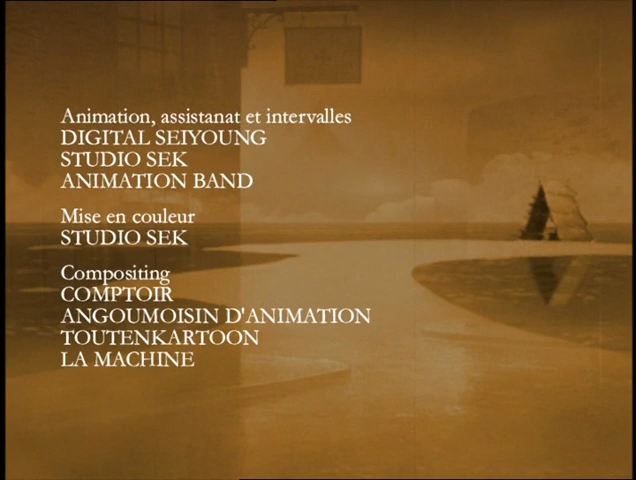 Animation, assistanat et intervalles
DIGITAL SEIYOUNG
STUDIO SEK
ANIMATION BAND
Mise en couleur
STUDIO SEK
Compositing
COMPTOIR
ANGOUMOISIN D'ANIMATION
TOUTENKARTOON
LA MACHINE